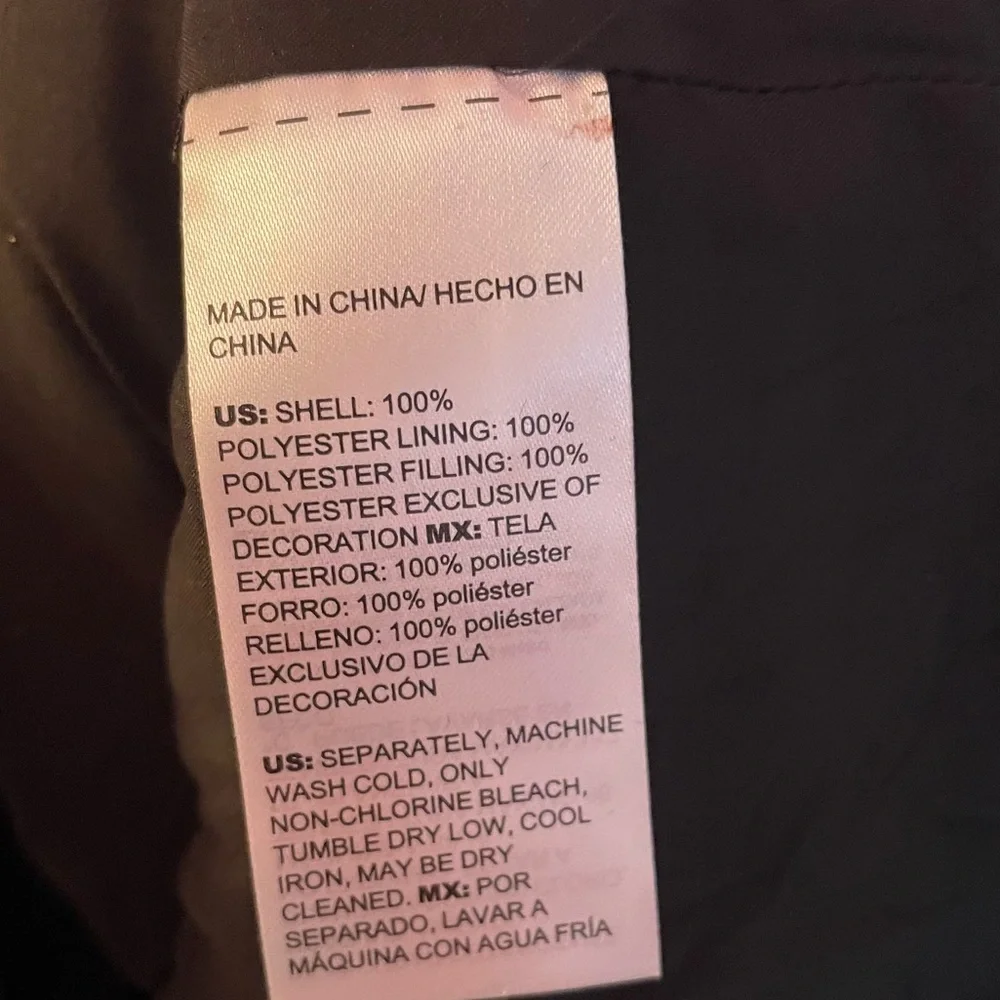 MADE IN CHINA/ HECHO EN
CHINA
US: SHELL: 100%
POLYESTER LINING: 100%
POLYESTER FILLING: 100%
POLYESTER EXCLUSIVE OF
DECORATION MX: TELA
EXTERIOR: 100% poliéster
FORRO: 100% poliéster
RELLENO: 100% poliéster
EXCLUSIVO DE LA
DECORACIÓN
US: SEPARATELY, MACHINE
WASH COLD, ONLY
NON-CHLORINE BLEACH,
TUMBLE DRY LOW, COOL
IRON, MAY BE DRY
CLEANED. MX: POR
SEPARADO, LAVAR A
MÁQUINA CON AGUA FRÍA